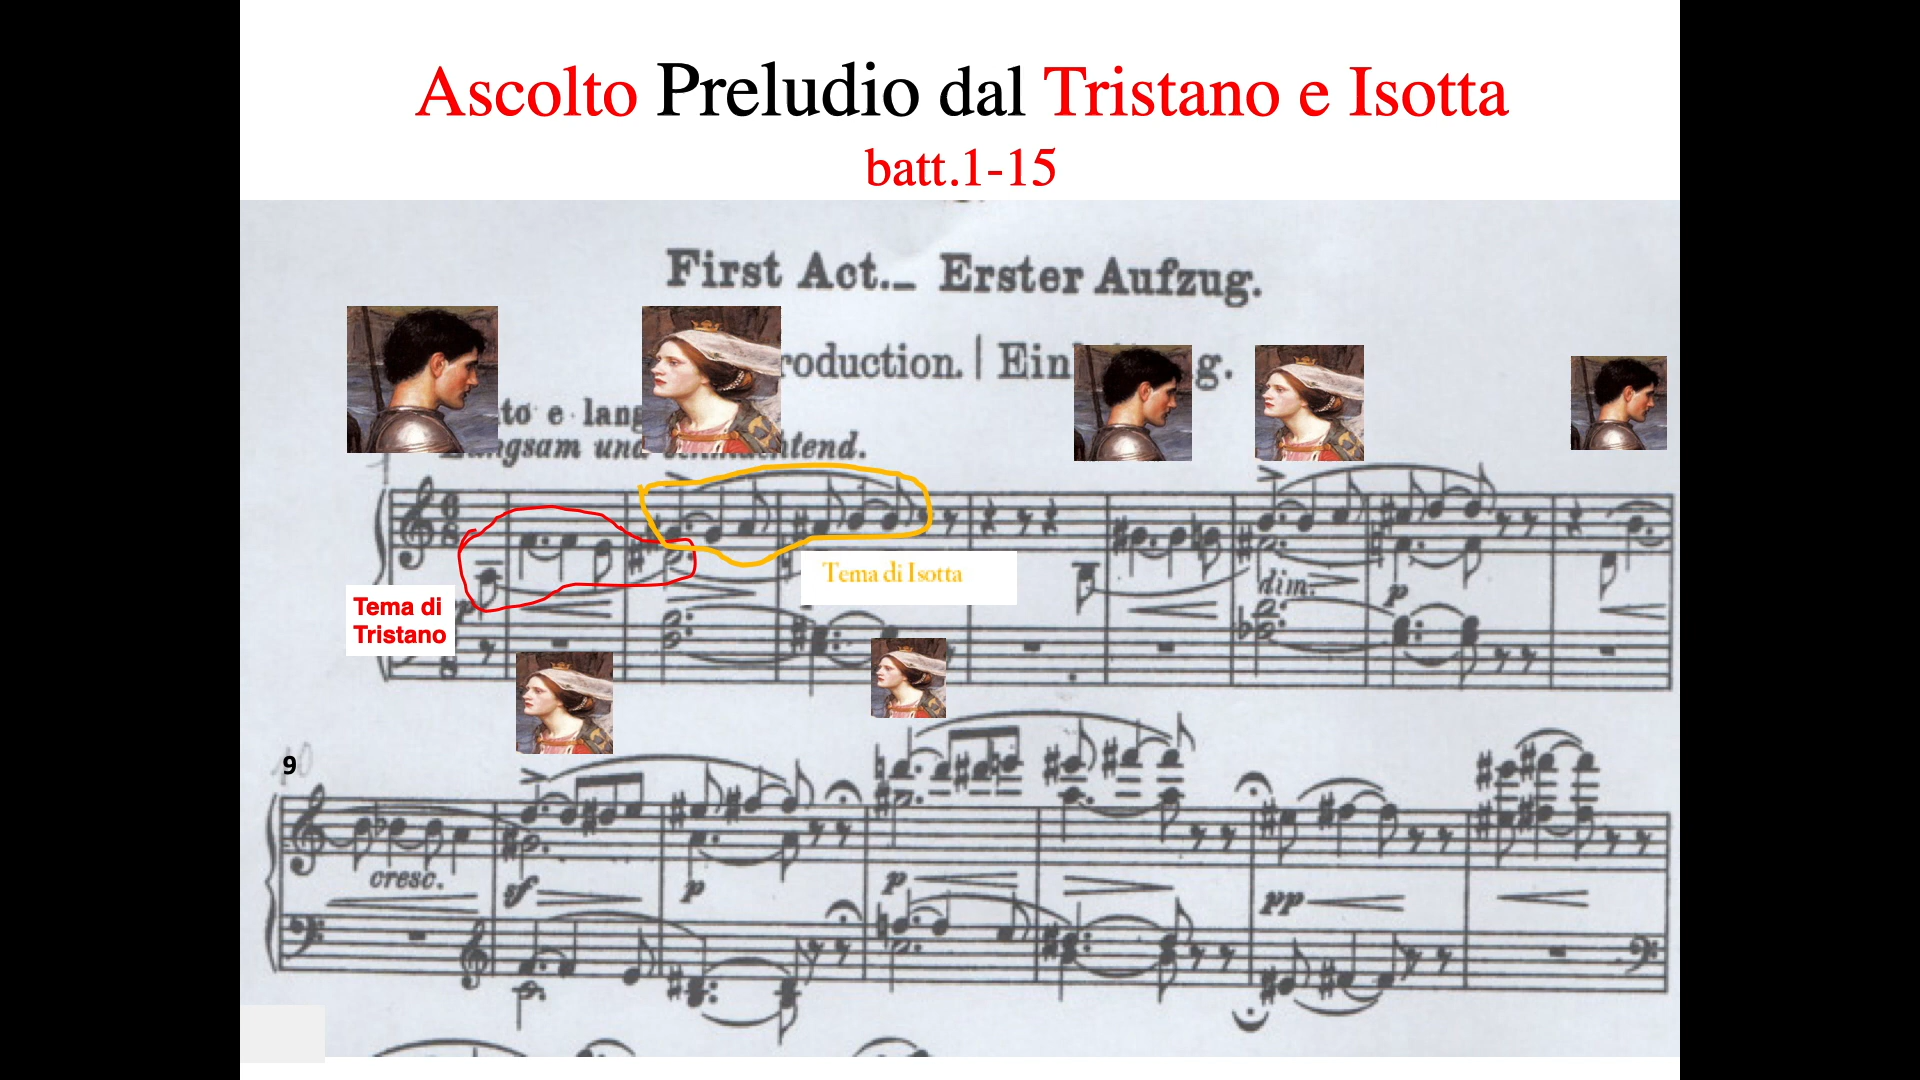 Ascolto Preludio dal Tristano e Isotta
batt.1-15
First Act._ Erster Aufzug.
roduction. | Ein g.
to e lang
ngsam und chtend.
Tema di Isotta
Tema di
Tristano
dim.
p
9
cresc.
sf
p
p
pp